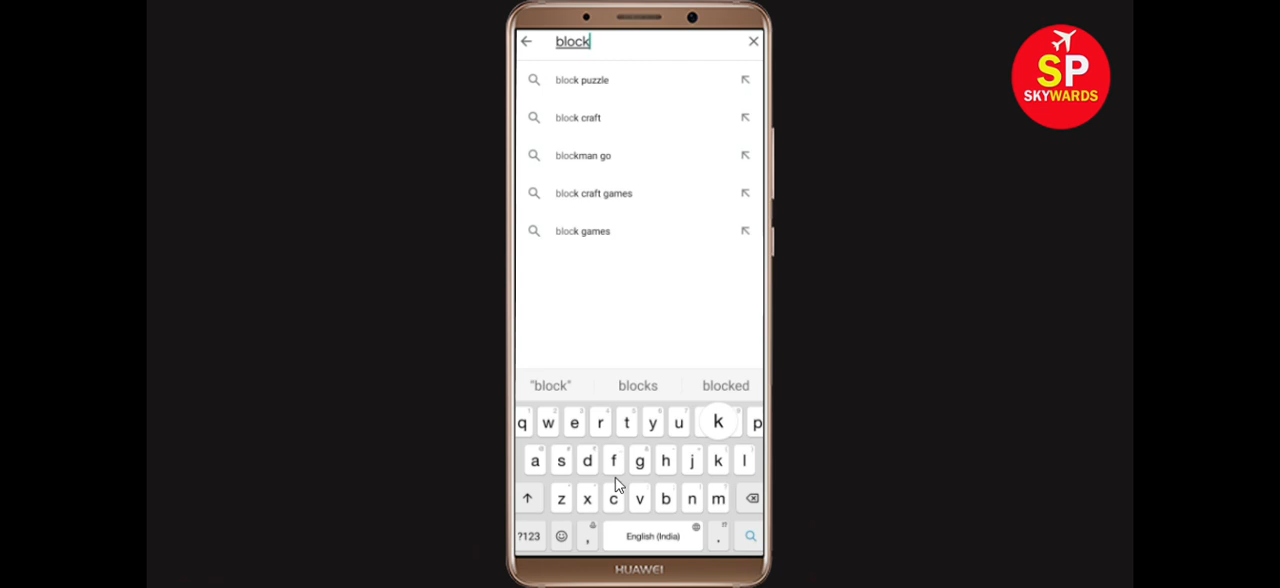 block
block puzzle
block craft
blockman go
block craft games
block games
"block" blocks blocked
q w e r t y u k p
a s d f g h j k l
z x c v b n m
?123 , English (India) .
HUAWEI
SP
SKYWARDS